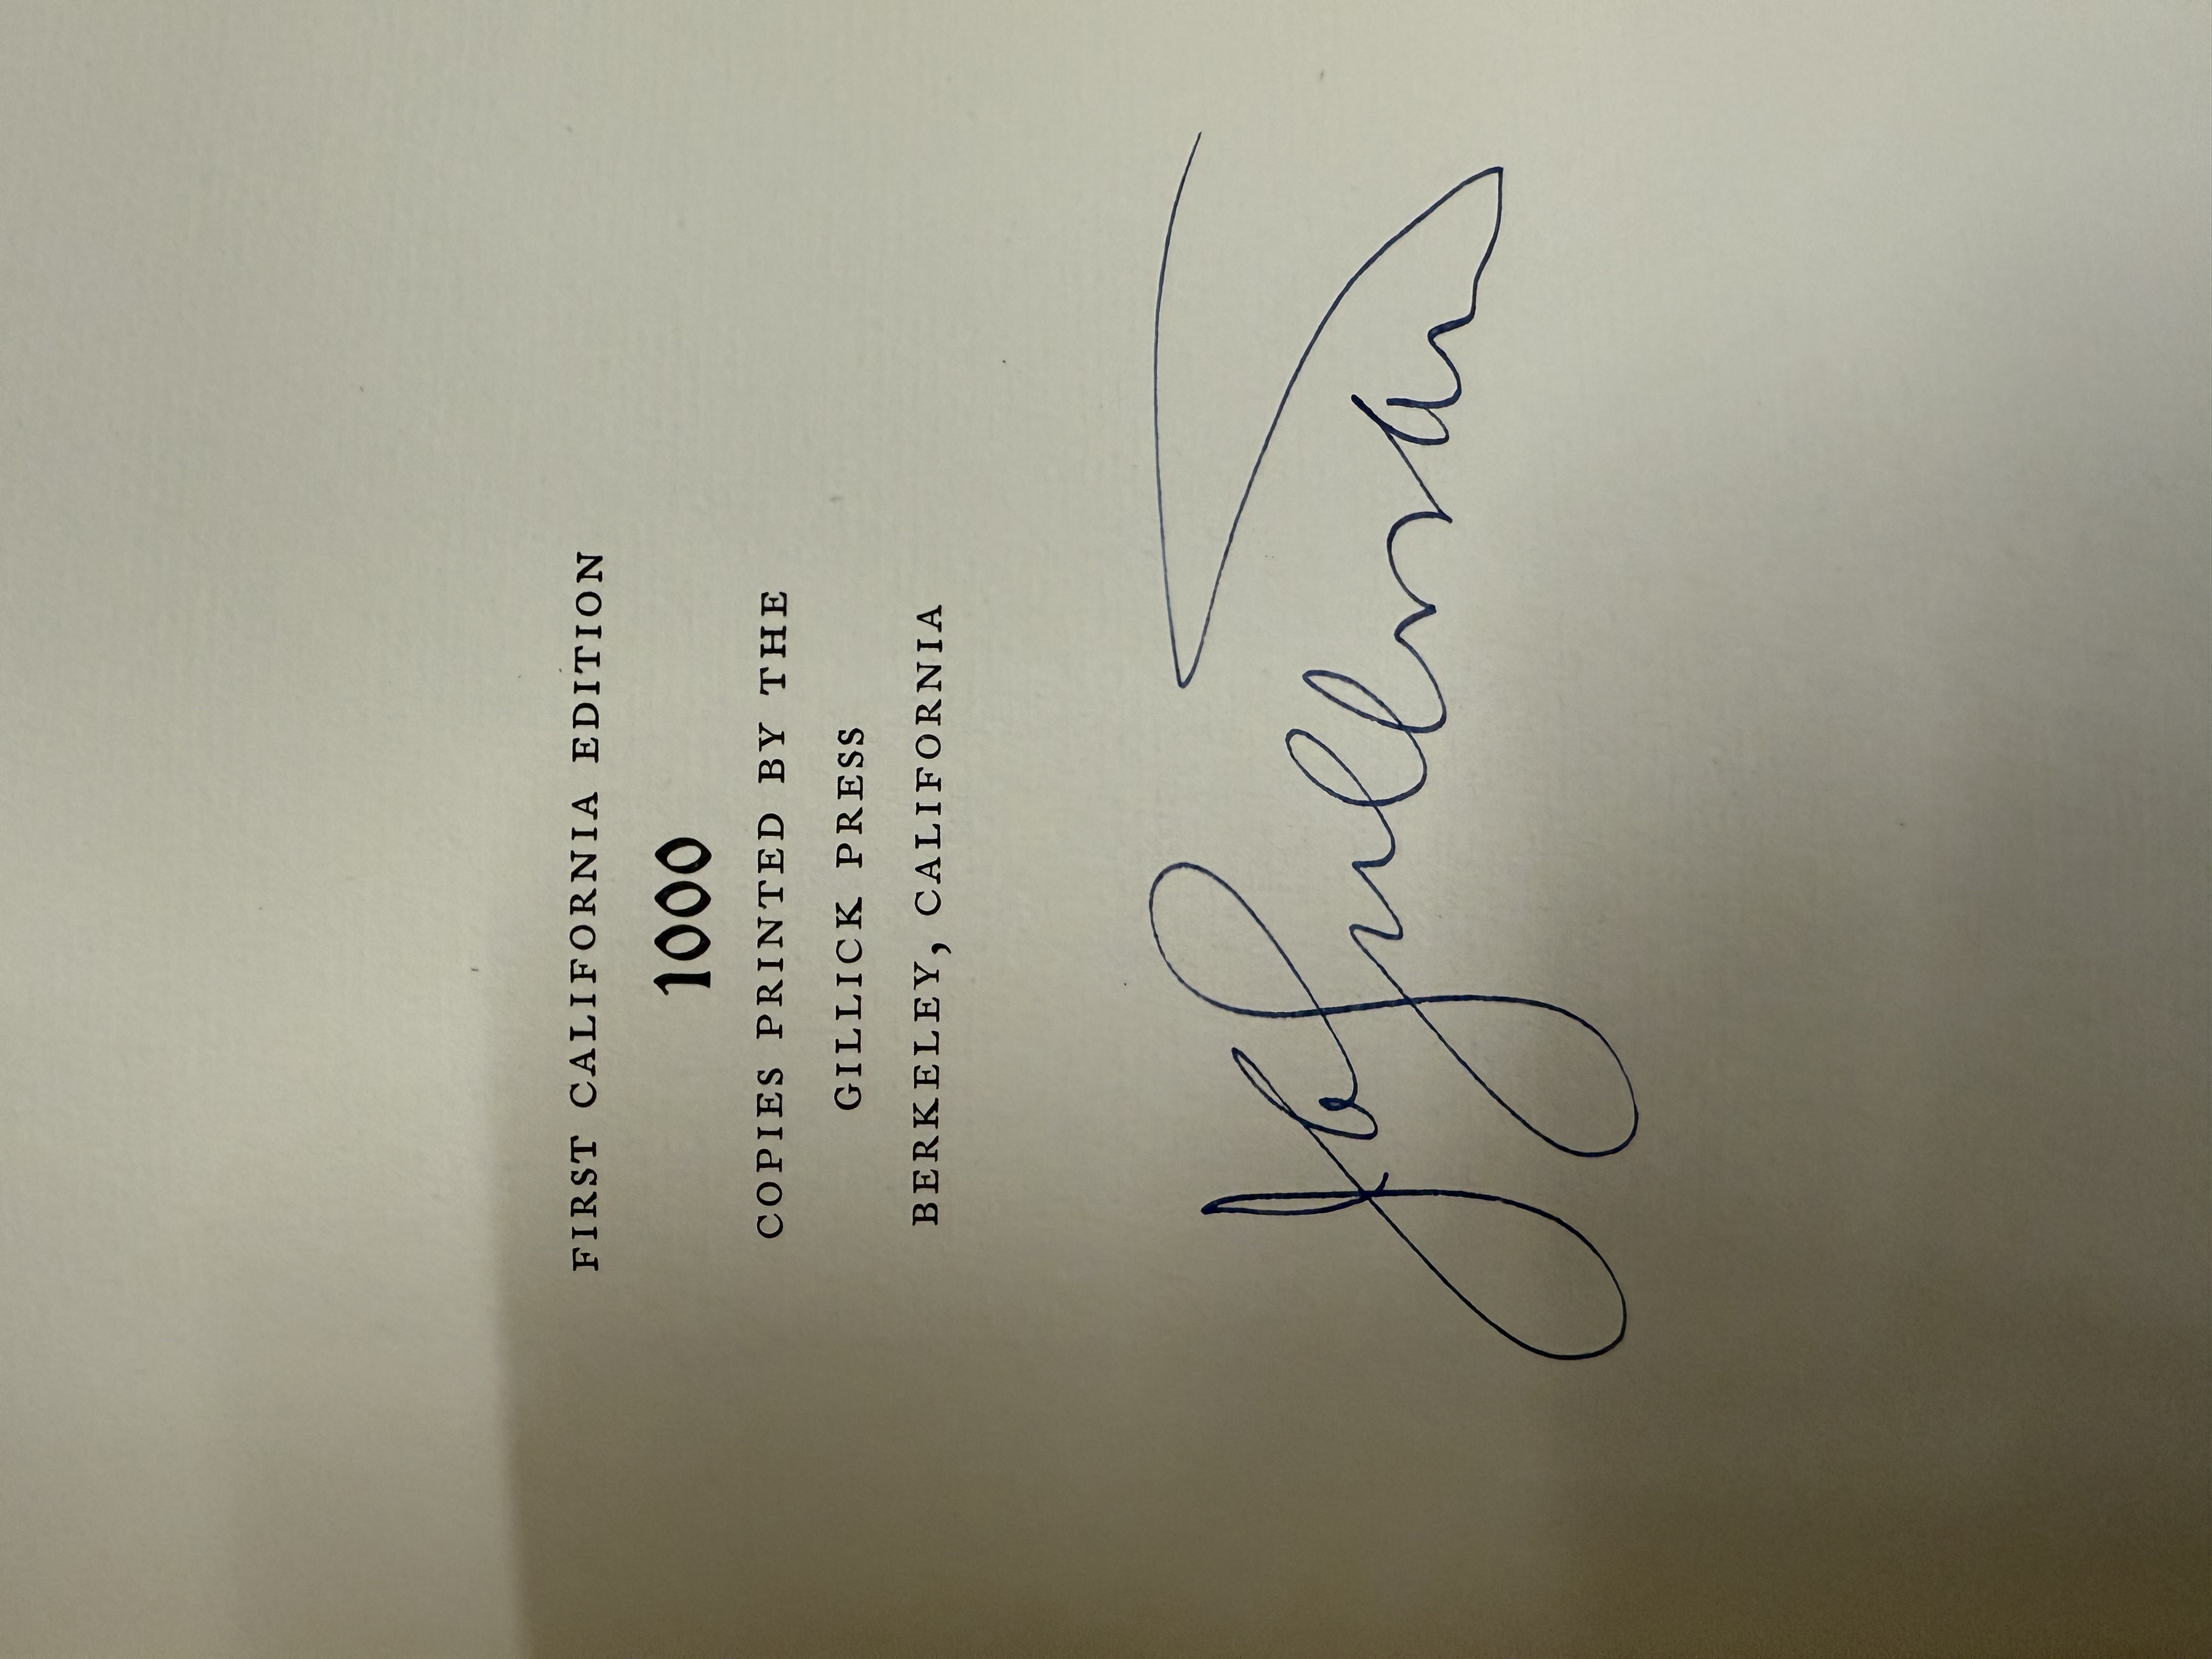 FIRST CALIFORNIA EDITION
1000
COPIES PRINTED BY THE
GILLICK PRESS
BERKELEY, CALIFORNIA